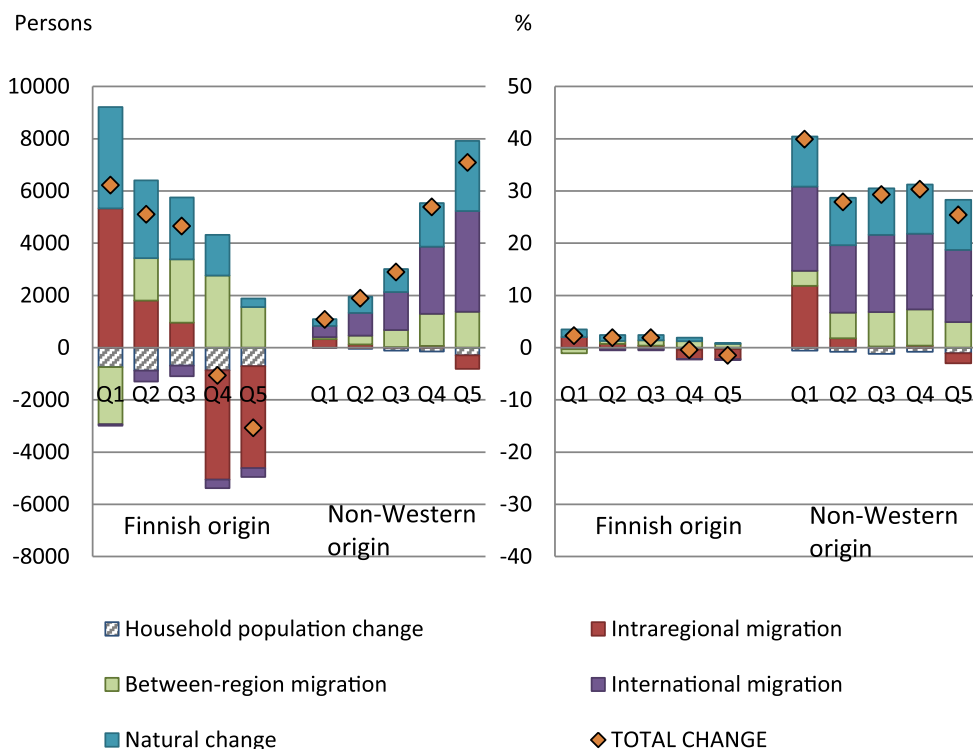 Persons
%
10000
8000
6000
4000
2000
0
-2000
-4000
-6000
-8000
Q1 Q2 Q3 Q4 Q5 Q1 Q2 Q3 Q4 Q5
Finnish origin
Non-Western
origin
50
40
30
20
10
0
-10
-20
-30
-40
Q1 Q2 Q3 Q4 Q5 Q1 Q2 Q3 Q4 Q5
Finnish origin
Non-Western
origin
Household population change
Intraregional migration
Between-region migration
International migration
Natural change
TOTAL CHANGE